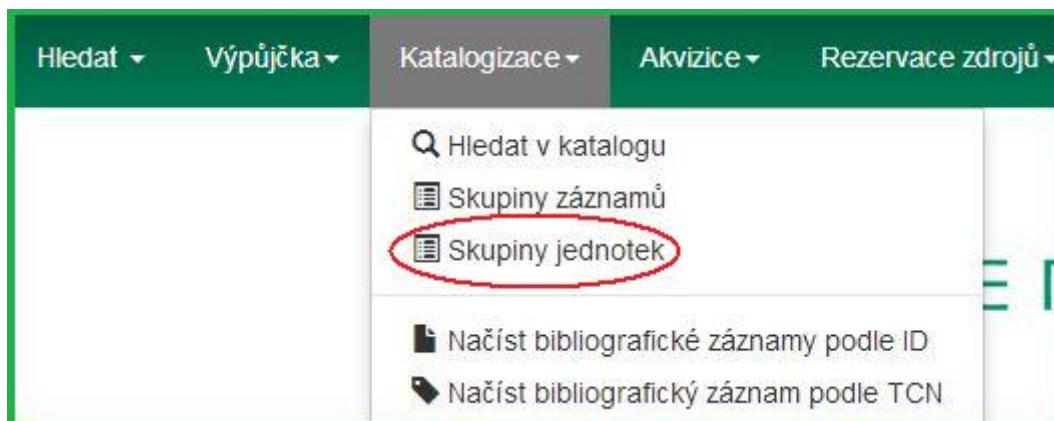 Hledat Výpůjčka Katalogizace Akvizice Rezervace zdrojů
Hledat v katalogu
Skupiny záznamů
Skupiny jednotek
Načíst bibliografické záznamy podle ID
Načíst bibliografický záznam podle TCN